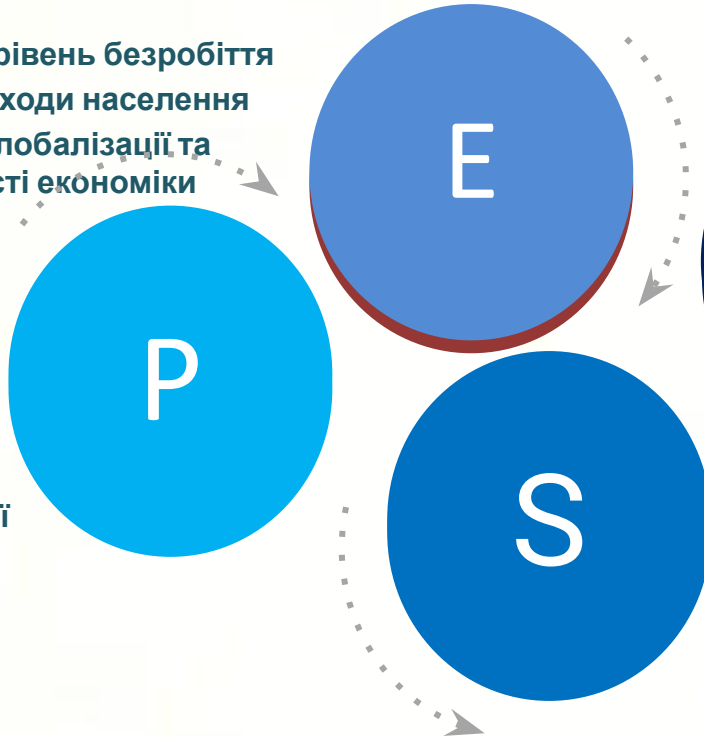 рівень безробіття
ходи населення
лобалізації та
сті економіки
E
P
ї
S